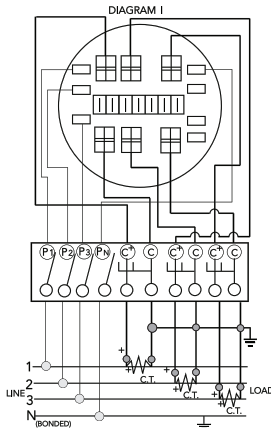 DIAGRAM I
P1 P2 P3 PN C+ C C+ C C+ C
1
+ +
C.T.
2
+ +
C.T.
LINE
3
LOAD
+ +
C.T.
N
(BONDED)